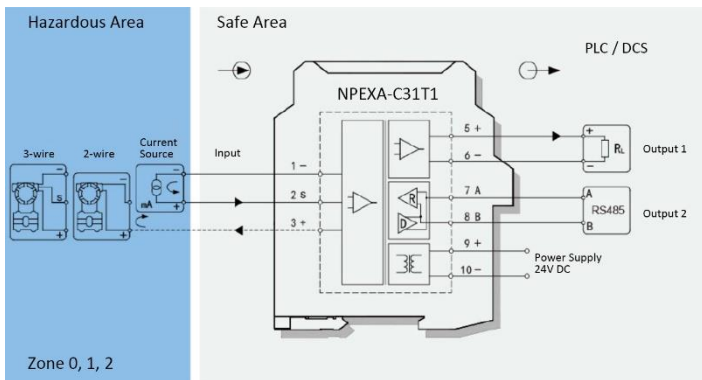 Hazardous Area
Safe Area
PLC / DCS
NPEXA-C31T1
3-wire
2-wire
Current
Source
Input
−
S
+
−
+
−
mA
+
1 −
2 S
3 +
R
D
5 +
6 −
7 A
8 B
9 +
10 −
+
RL
−
Output 1
A
RS485
B
Output 2
Power Supply
24V DC
Zone 0, 1, 2